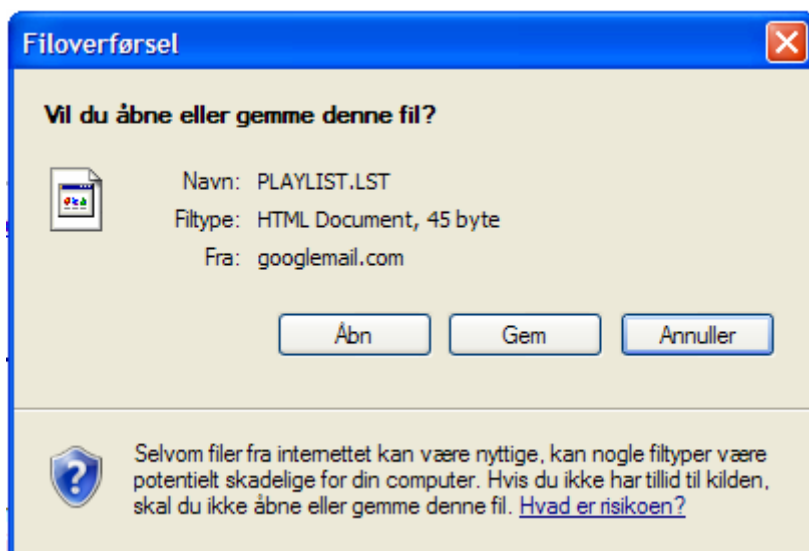 Filoverførsel
Vil du åbne eller gemme denne fil?
Navn: PLAYLIST.LST
Filtype: HTML Document, 45 byte
Fra: googlemail.com
Åbn Gem Annuller
Selvom filer fra internettet kan være nyttige, kan nogle filtyper være
potentielt skadelige for din computer. Hvis du ikke har tillid til kilden,
skal du ikke åbne eller gemme denne fil. Hvad er risikoen?